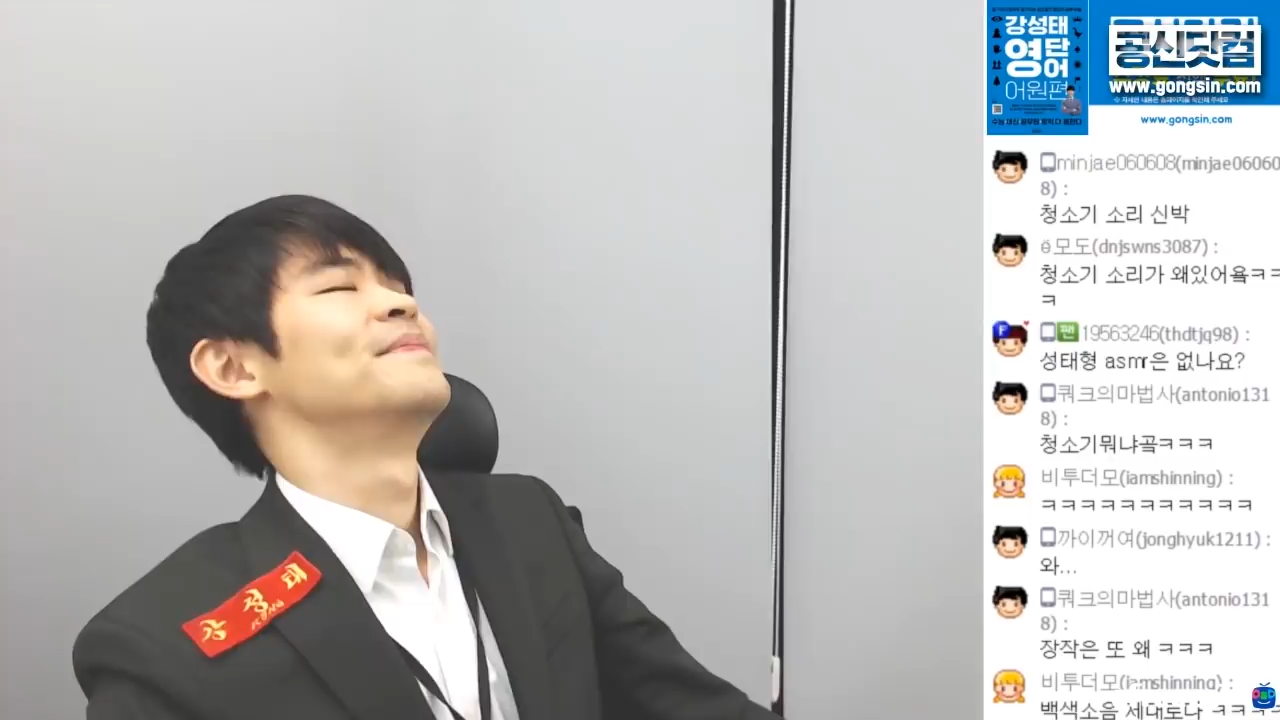 강성태
영단어
어원편
공신닷컴
www.gongsin.com
www.gongsin.com
minjae060608(minjae06060
8) :
청소기 소리 신박
ë모도(dnjswns3087) :
청소기 소리가 왜있어욬ㅋㅋ
ㅋ
F
팬 19563246(thdtjq98) :
성태형 asmr은 없나요?
쿼크의마법사(antonio131
8) :
청소기뭐냐곸ㅋㅋㅋ
비투더모(iamshinning) :
ㅋㅋㅋㅋㅋㅋㅋㅋㅋㅋㅋ
까이꺼여(jonghyuk1211) :
와...
쿼크의마법사(antonio131
8) :
장작은 또 왜 ㅋㅋㅋ
비투더모(iamshinning) :
백색소음 제대로다 ㅋㅋㅋㅋ
강성태